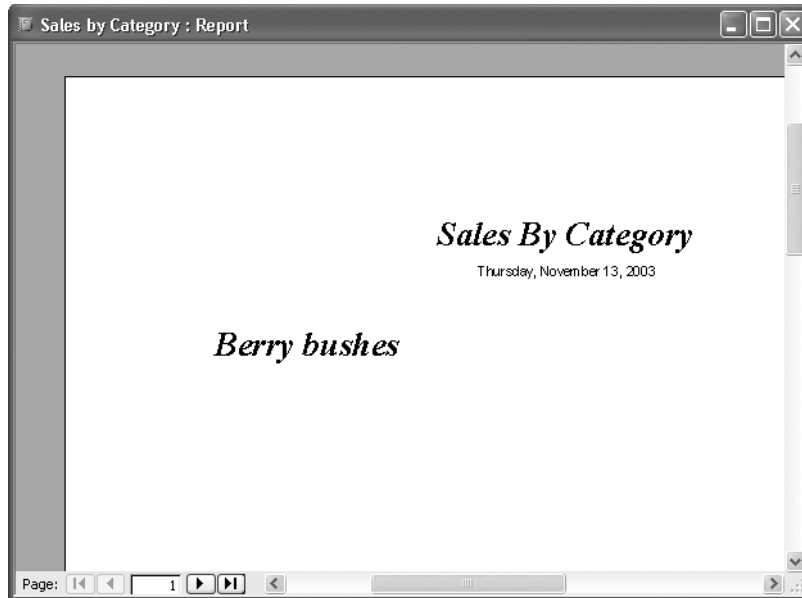 Sales by Category : Report
Sales By Category
Thursday, November 13, 2003
Berry bushes
Page: 1